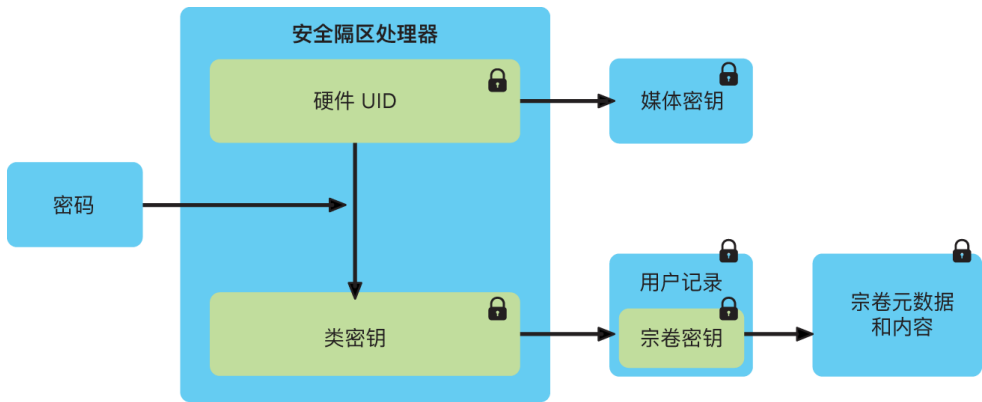 安全隔区处理器
硬件 UID
媒体密钥
密码
用户记录
类密钥
宗卷密钥
宗卷元数据
和内容